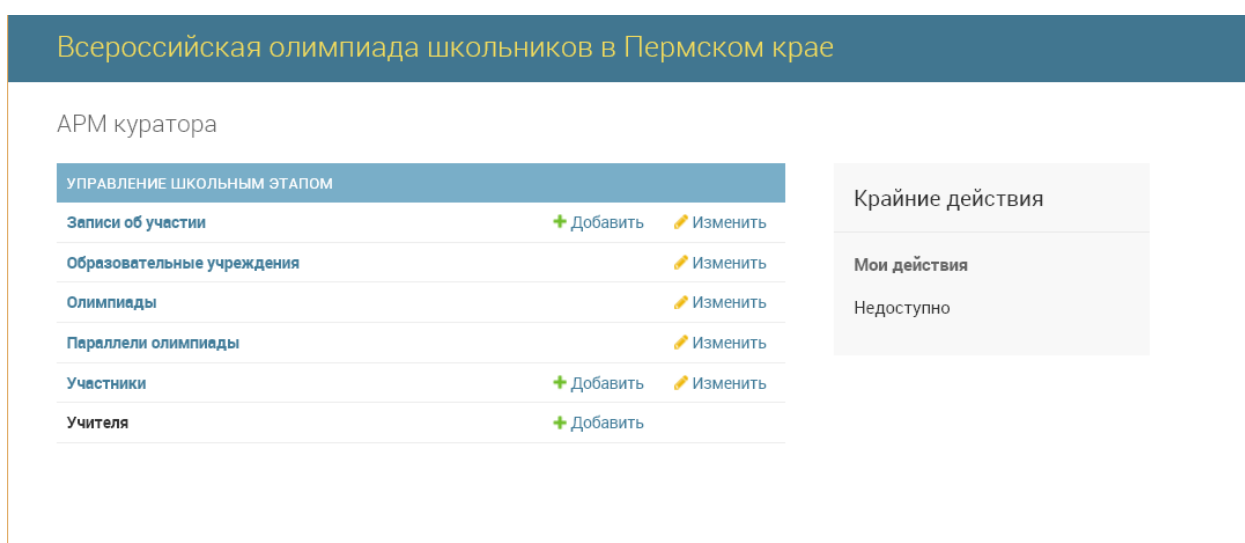 Всероссийская олимпиада школьников в Пермском крае
АРМ куратора
УПРАВЛЕНИЕ ШКОЛЬНЫМ ЭТАПОМ
Записи об участии Добавить Изменить
Образовательные учреждения Изменить
Олимпиады Изменить
Параллели олимпиады Изменить
Участники Добавить Изменить
Учителя Добавить
Крайние действия
Мои действия
Недоступно